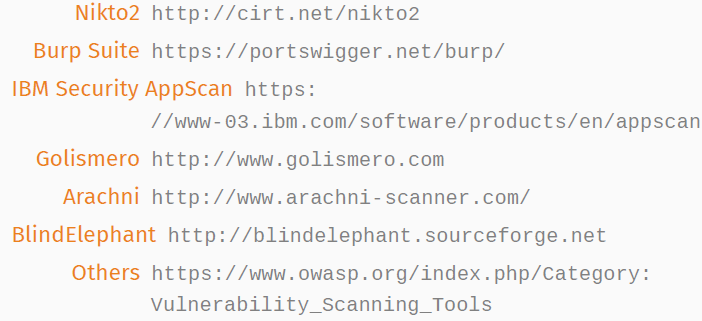 Nikto2 http://cirt.net/nikto2
Burp Suite https://portswigger.net/burp/
IBM Security AppScan https:
//www-03.ibm.com/software/products/en/appscan
Golismero http://www.golismero.com
Arachni http://www.arachni-scanner.com/
BlindElephant http://blindelephant.sourceforge.net
Others https://www.owasp.org/index.php/Category:
Vulnerability_Scanning_Tools